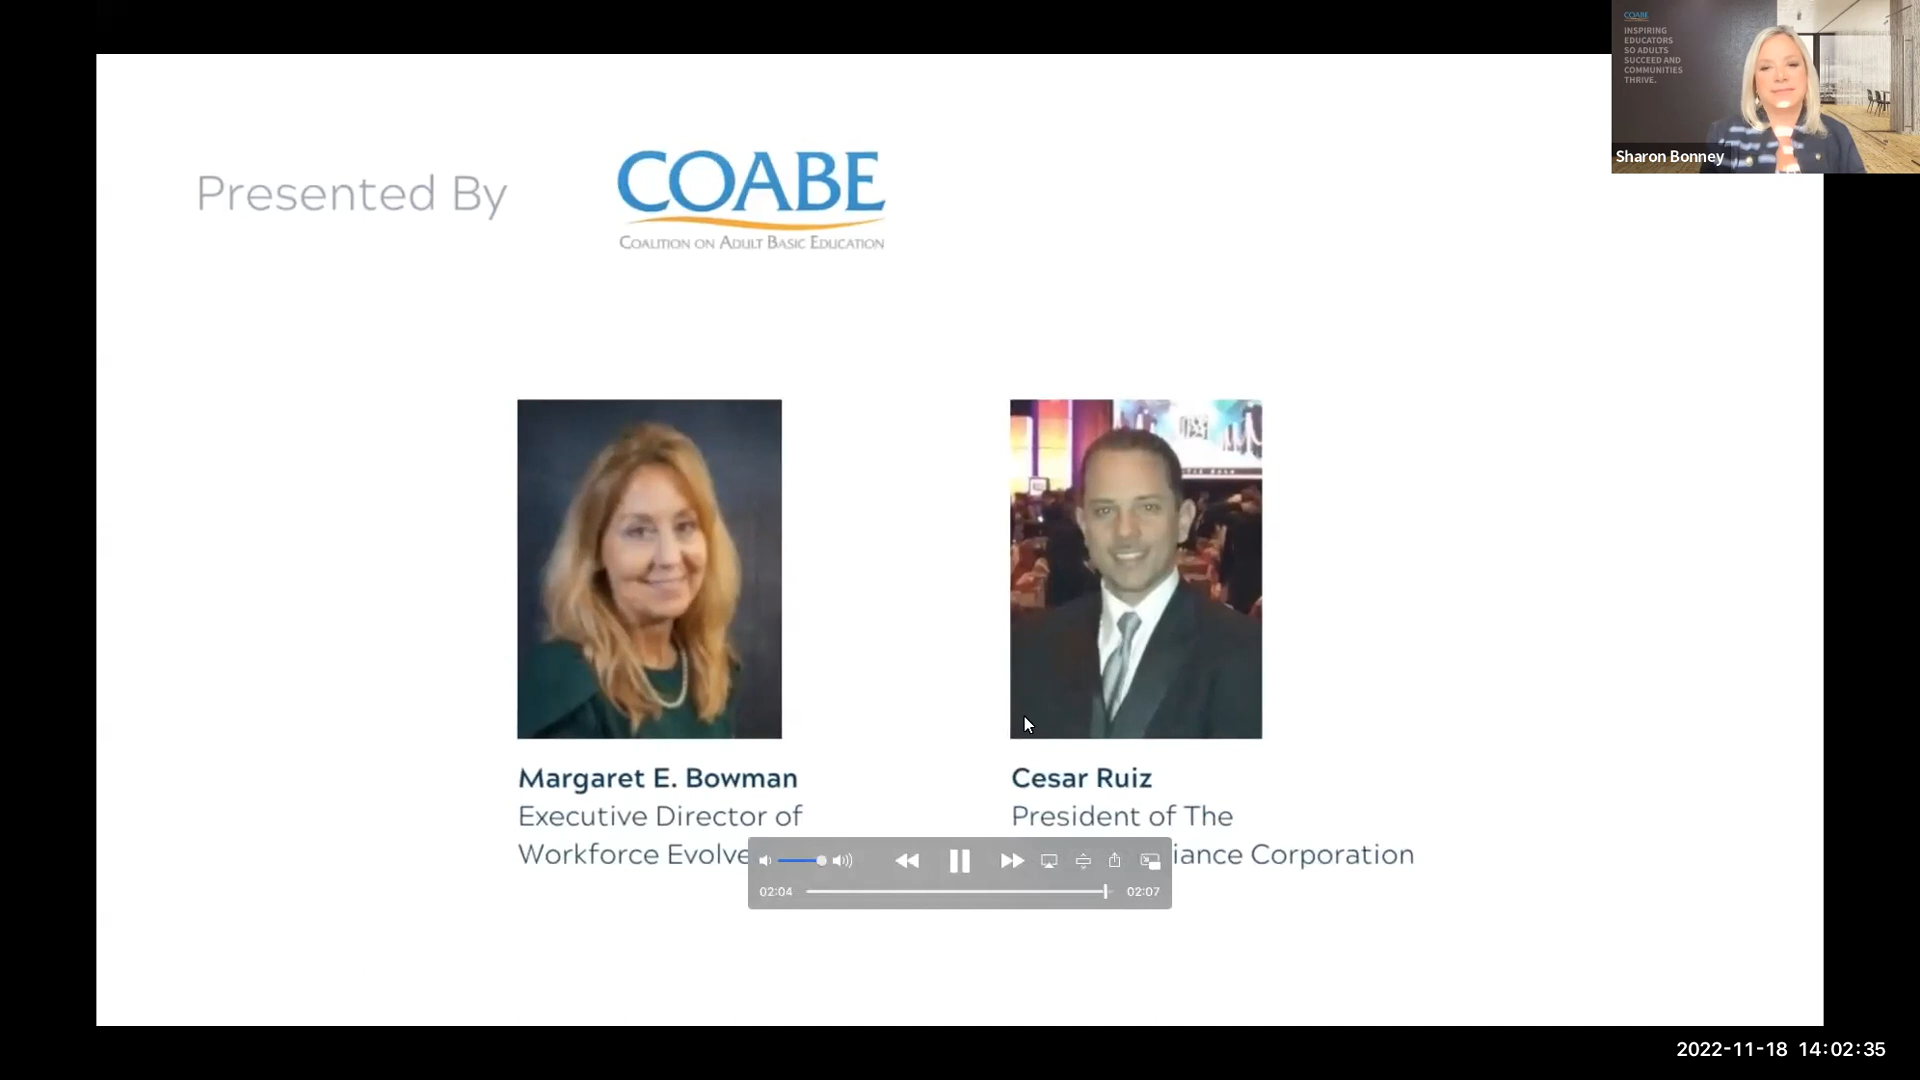 COABE
INSPIRING
EDUCATORS
SO ADULTS
SUCCEED AND
COMMUNITIES
THRIVE.
Sharon Bonney
Presented By
COABE
COALITION ON ADULT BASIC EDUCATION
Margaret E. Bowman
Executive Director of
Workforce Evolve
Cesar Ruiz
President of The
iance Corporation
02:04
02:07
2022-11-18 14:02:35